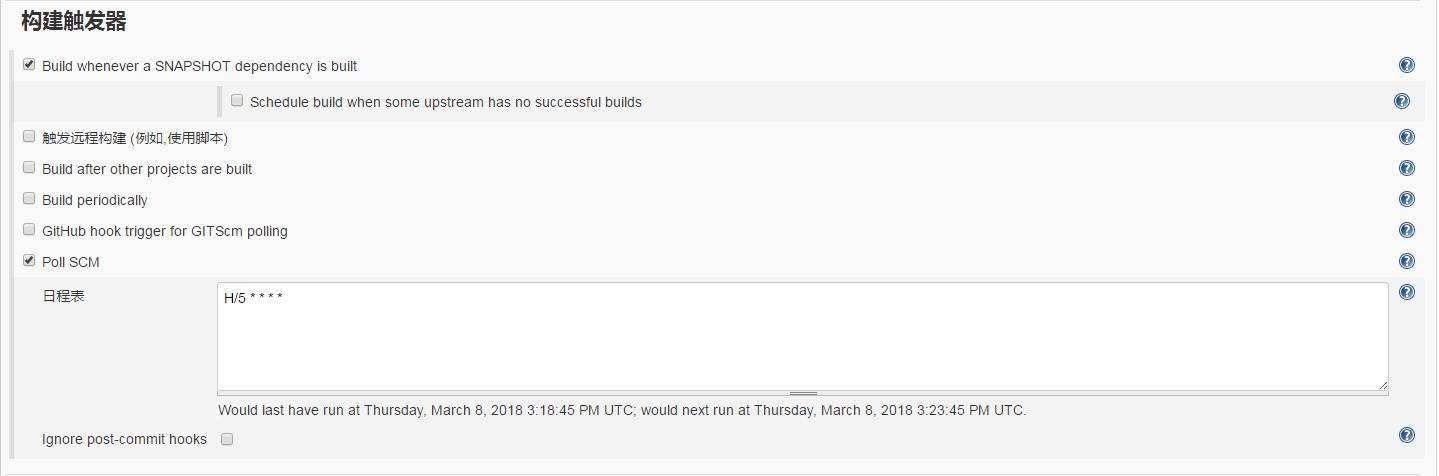 构建触发器
Build whenever a SNAPSHOT dependency is built
Schedule build when some upstream has no successful builds
触发远程构建 (例如,使用脚本)
Build after other projects are built
Build periodically
GitHub hook trigger for GITScm polling
Poll SCM
日程表
H/5 * * * *
Would last have run at Thursday, March 8, 2018 3:18:45 PM UTC; would next run at Thursday, March 8, 2018 3:23:45 PM UTC.
Ignore post-commit hooks